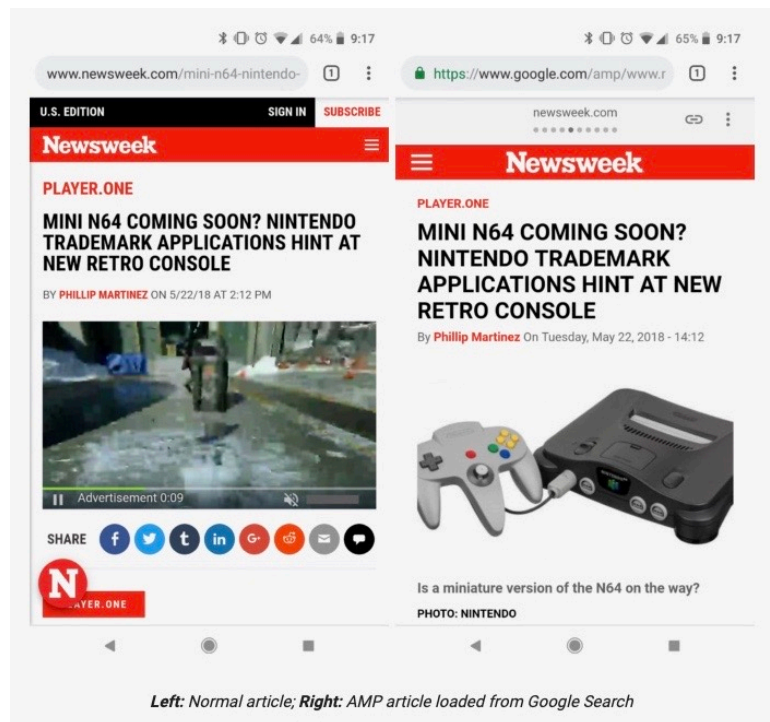 64% 9:17
www.newsweek.com/mini-n64-nintendo- 1
U.S. EDITION SIGN IN SUBSCRIBE
Newsweek
PLAYER.ONE
MINI N64 COMING SOON? NINTENDO
TRADEMARK APPLICATIONS HINT AT
NEW RETRO CONSOLE
BY PHILLIP MARTINEZ ON 5/22/18 AT 2:12 PM
Advertisement 0:09
SHARE f t in G+
N
PLAYER.ONE
65% 9:17
https://www.google.com/amp/www.r 1
newsweek.com
Newsweek
PLAYER.ONE
MINI N64 COMING SOON?
NINTENDO TRADEMARK
APPLICATIONS HINT AT NEW
RETRO CONSOLE
By Phillip Martinez On Tuesday, May 22, 2018 - 14:12
Is a miniature version of the N64 on the way?
PHOTO: NINTENDO
Left: Normal article; Right: AMP article loaded from Google Search